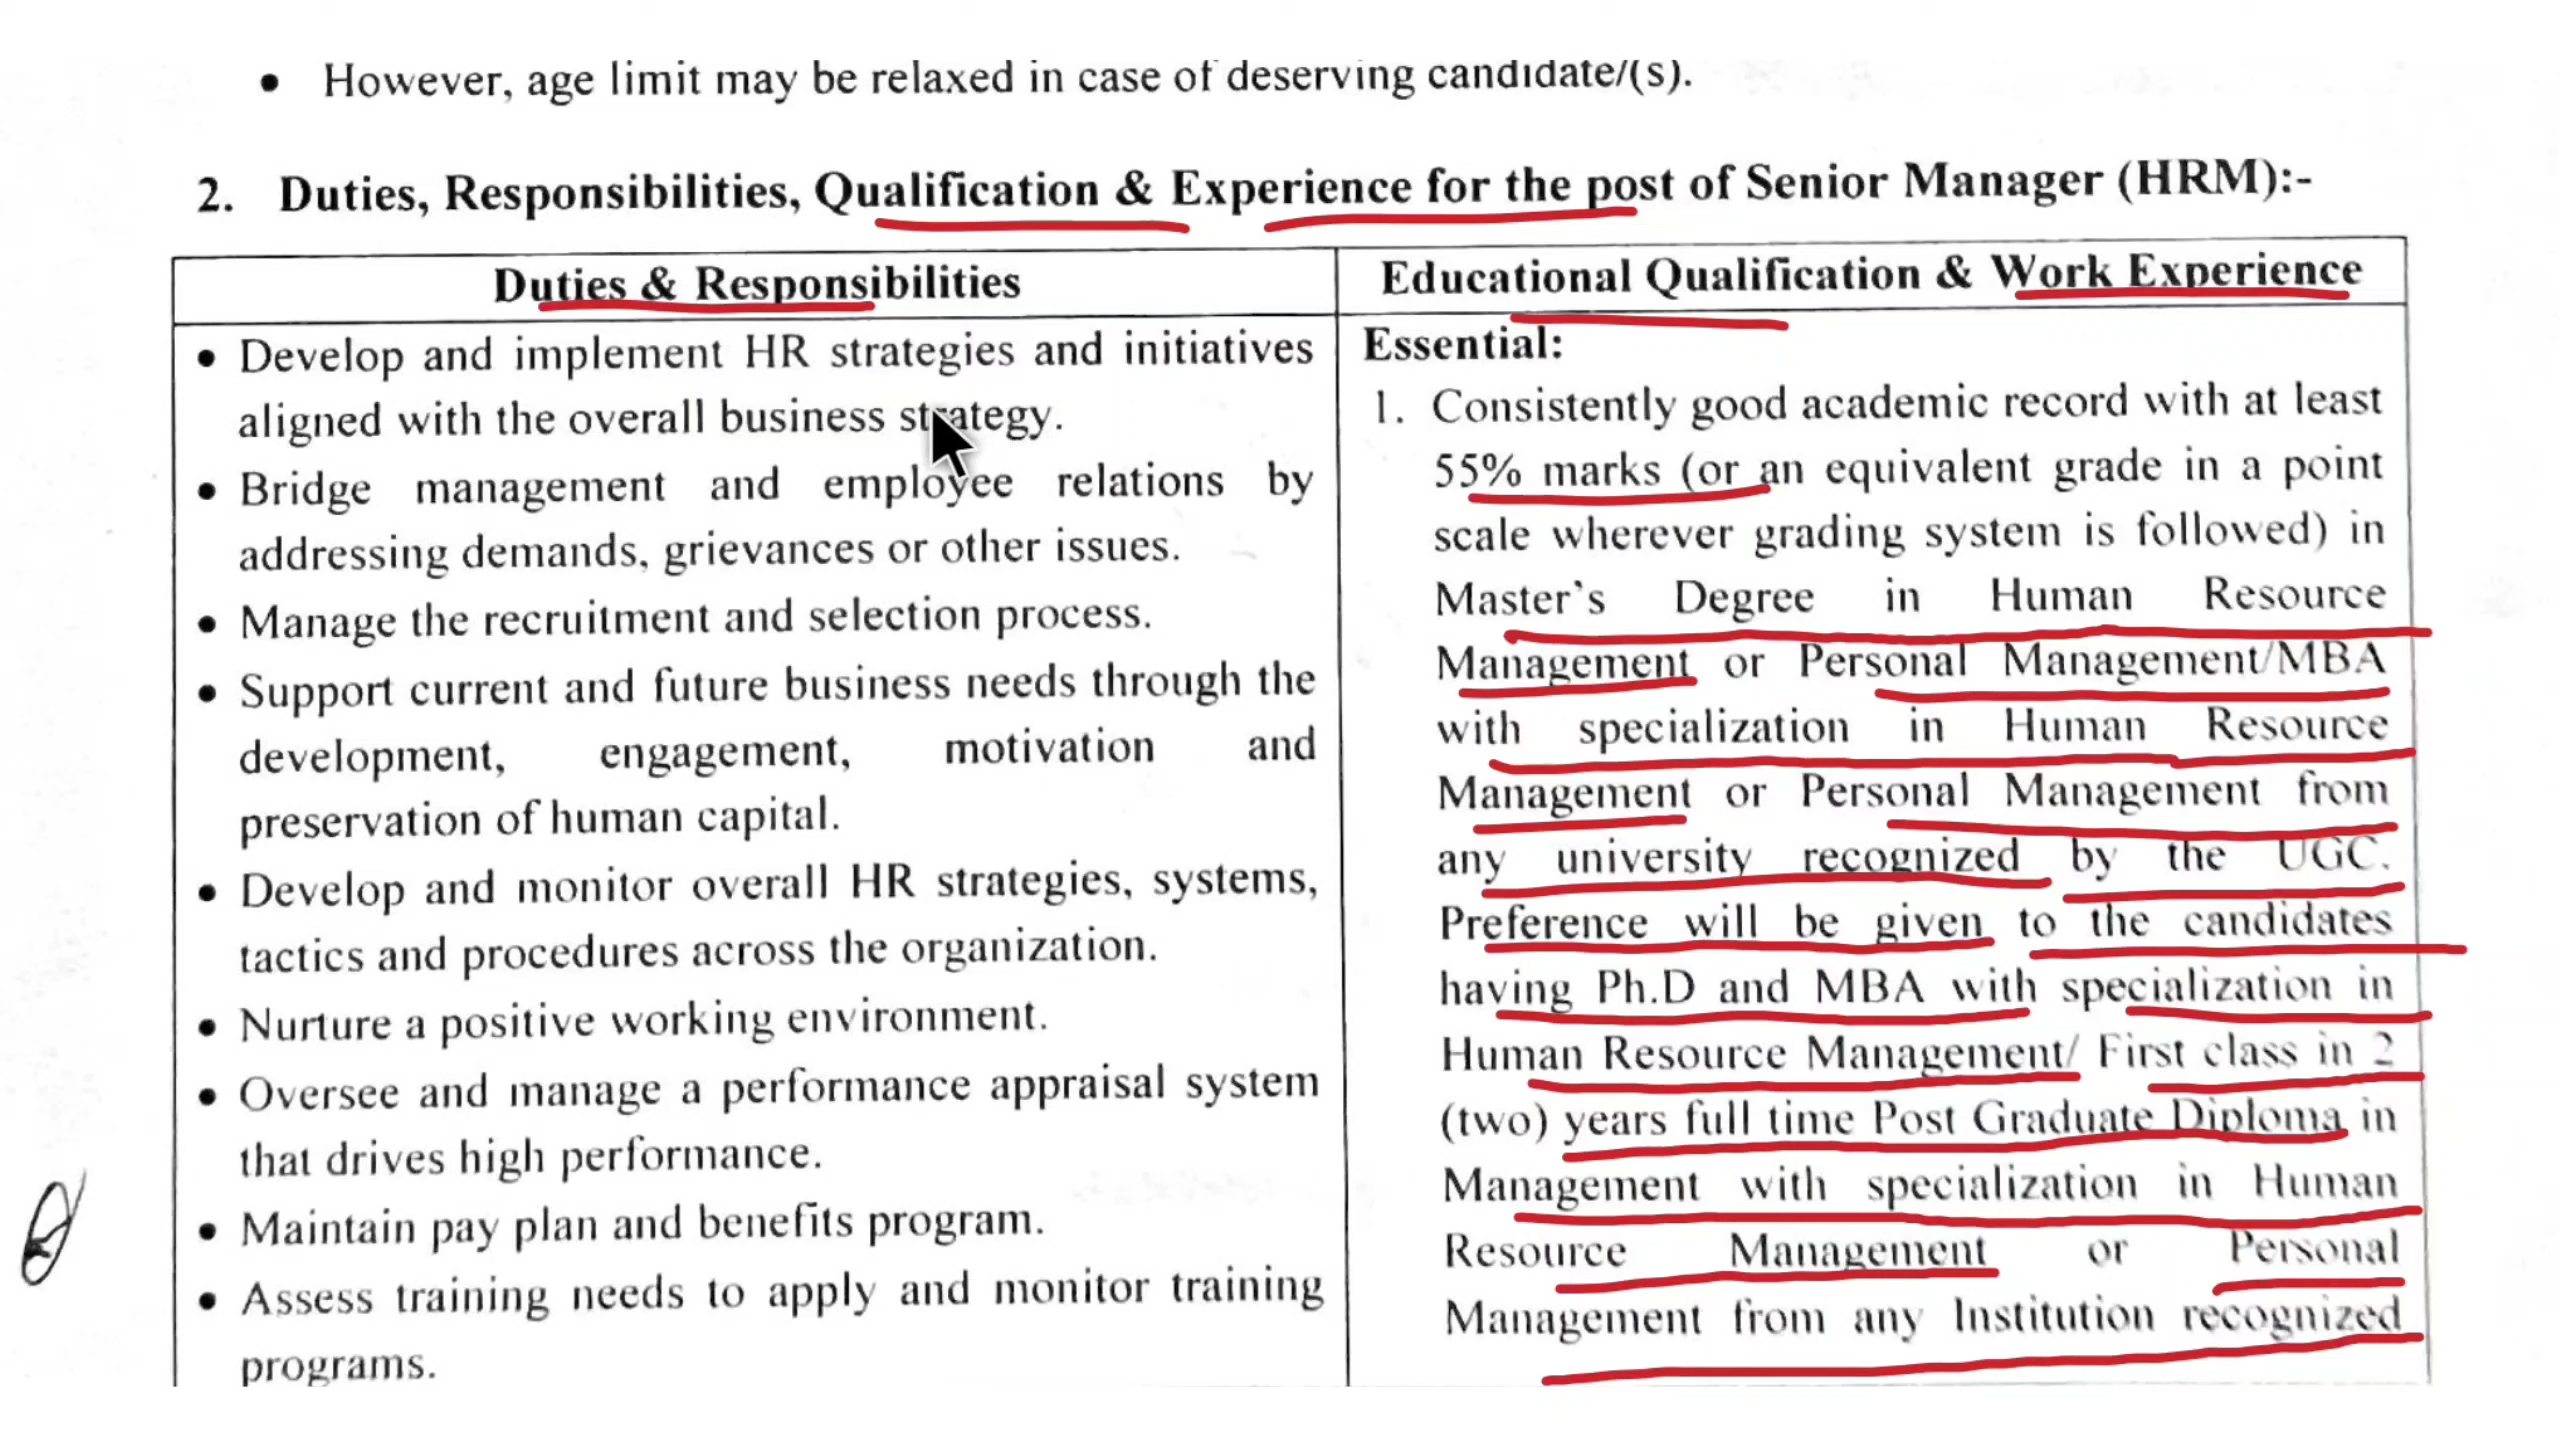 • However, age limit may be relaxed in case of deserving candidate/(s).
2. Duties, Responsibilities, Qualification & Experience for the post of Senior Manager (HRM):-
Duties & Responsibilities
• Develop and implement HR strategies and initiatives
aligned with the overall business strategy.
• Bridge management and employee relations by
addressing demands, grievances or other issues.
• Manage the recruitment and selection process.
• Support current and future business needs through the
development, engagement, motivation and
preservation of human capital.
• Develop and monitor overall HR strategies, systems,
tactics and procedures across the organization.
• Nurture a positive working environment.
• Oversee and manage a performance appraisal system
that drives high performance.
• Maintain pay plan and benefits program.
• Assess training needs to apply and monitor training
programs.
Educational Qualification & Work Experience
Essential:
1. Consistently good academic record with at least
55% marks (or an equivalent grade in a point
scale wherever grading system is followed) in
Master's Degree in Human Resource
Management or Personal Management/MBA
with specialization in Human Resource
Management or Personal Management from
any university recognized by the UGC.
Preference will be given to the candidates
having Ph.D and MBA with specialization in
Human Resource Management/ First class in 2
(two) years full time Post Graduate Diploma in
Management with specialization in Human
Resource Management or Personal
Management from any Institution recognized